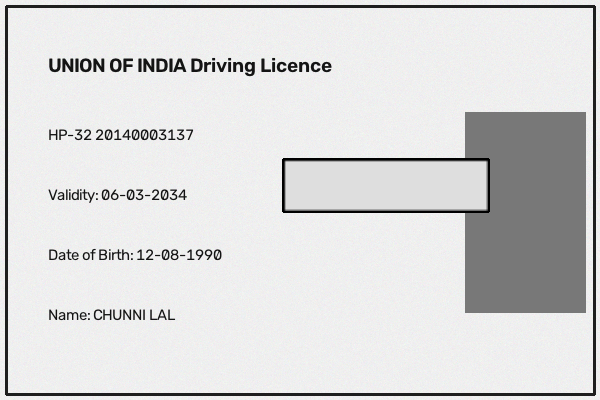 UNION OF INDIA Driving Licence
HP-32 20140003137
Validity: 06-03-2034
Date of Birth: 12-08-1990
Name: CHUNNI LAL